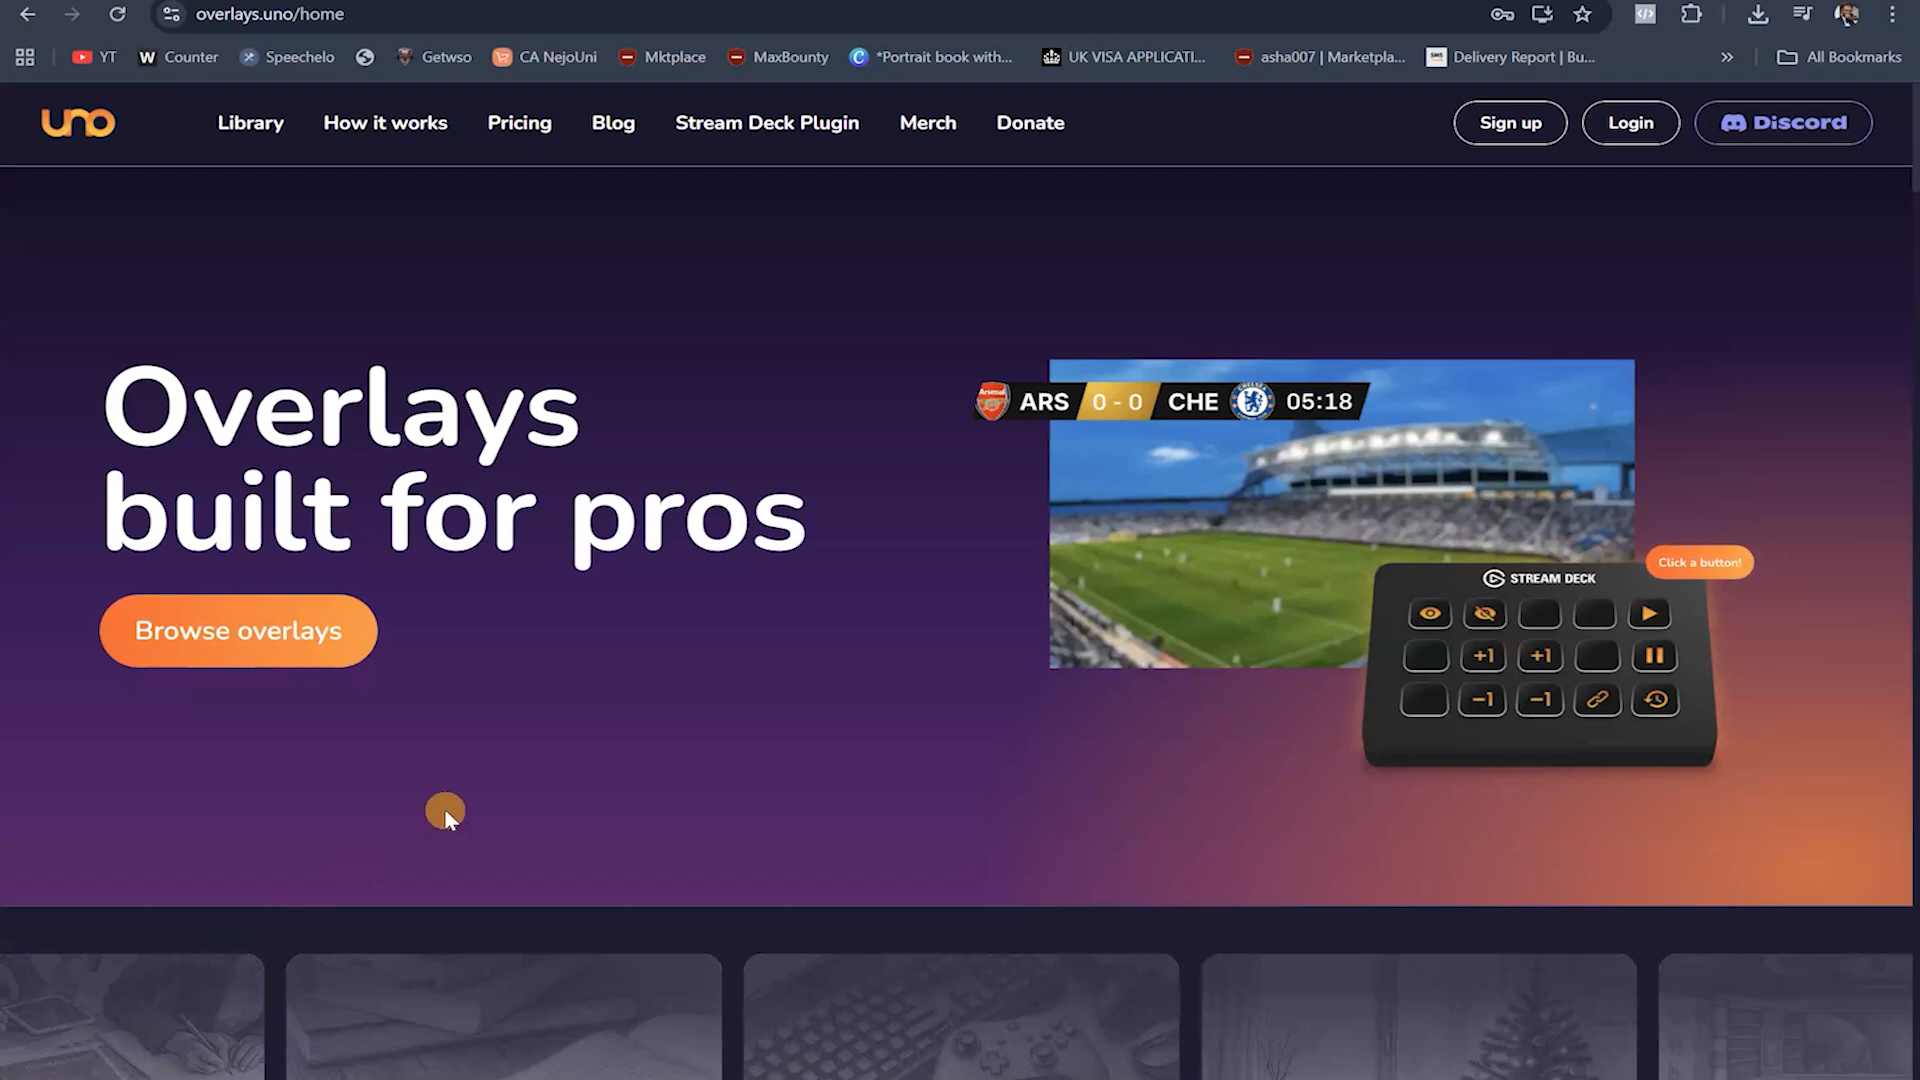 overlays.uno/home
YT
Counter
Speechelo
Getwso
CA NejoUni
Mktplace
MaxBounty
*Portrait book with...
UK VISA APPLICATI...
asha007 | Marketpla...
Delivery Report | Bu...
All Bookmarks
uno
Library
How it works
Pricing
Blog
Stream Deck Plugin
Merch
Donate
Sign up
Login
Discord
Overlays
built for pros
Browse overlays
ARS 0 - 0 CHE 05:18
Click a button!
STREAM DECK
+1 +1
-1 -1